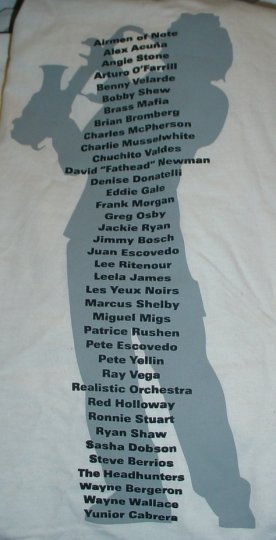 Airmen of Note
Alex Acuña
Angie Stone
Arturo O'Farrill
Benny Velarde
Bobby Shew
Brass Mafia
Brian Bromberg
Charles McPherson
Charlie Musselwhite
Chuchito Valdes
David "Fathead" Newman
Denise Donatelli
Eddie Gale
Frank Morgan
Greg Osby
Jackie Ryan
Jimmy Bosch
Juan Escovedo
Lee Ritenour
Leela James
Les Yeux Noirs
Marcus Shelby
Miguel Migs
Patrice Rushen
Pete Escovedo
Pete Yellin
Ray Vega
Realistic Orchestra
Red Holloway
Ronnie Stuart
Ryan Shaw
Sasha Dobson
Steve Berrios
The Headhunters
Wayne Bergeron
Wayne Wallace
Yunior Cabrera